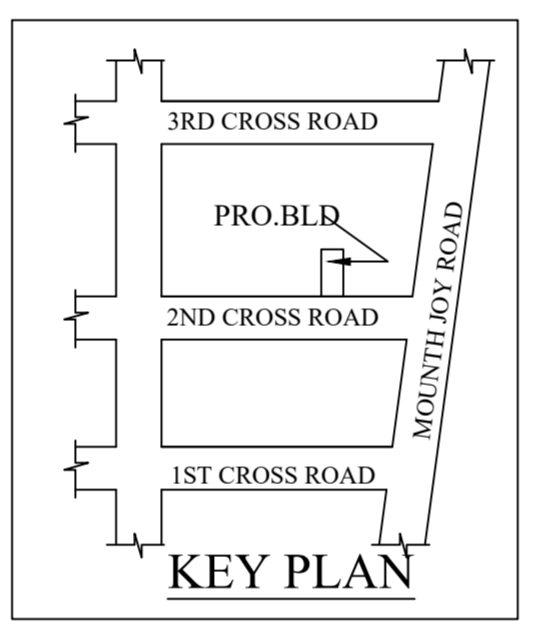 3RD CROSS ROAD
PRO.BLD
2ND CROSS ROAD
MOUNTH JOY ROAD
1ST CROSS ROAD
KEY PLAN